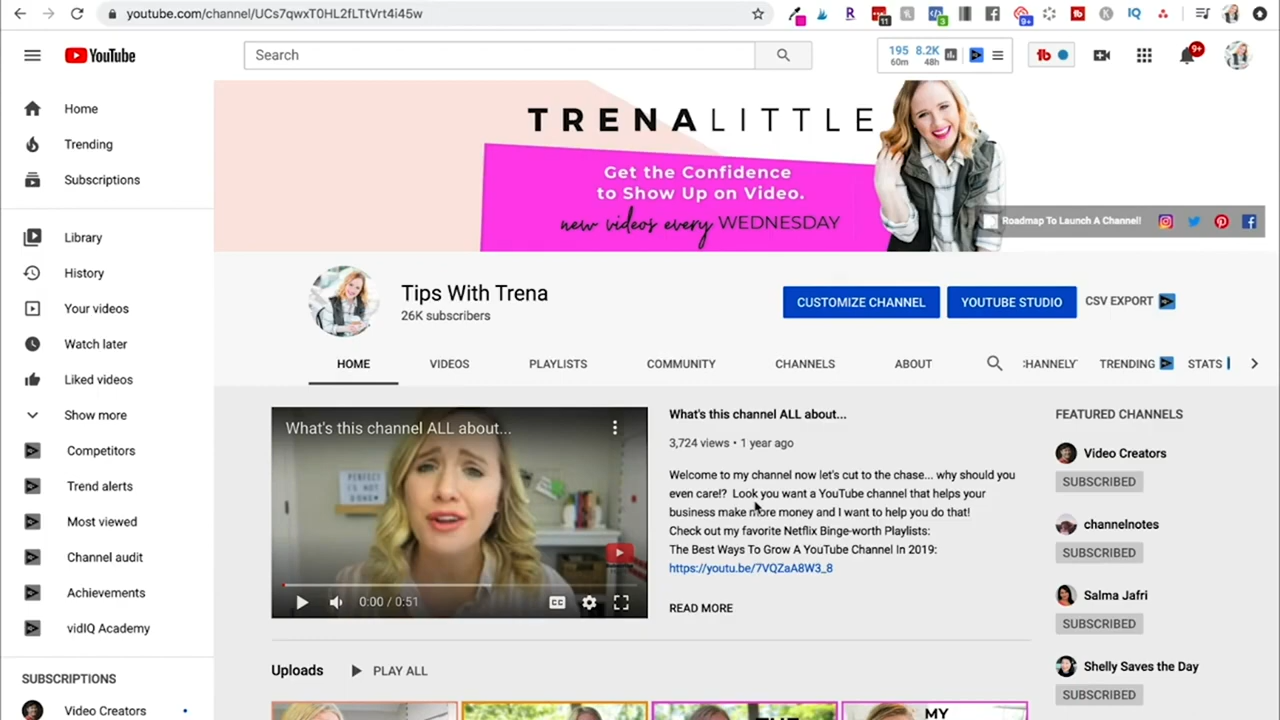 youtube.com/channel/UCs7qwxT0HL2fLTtVrt4i45w
11
3
9+
YouTube
Search
195 8.2K
60m 48h
tb
9+
Home
Trending
Subscriptions
Library
History
Your videos
Watch later
Liked videos
Show more
Competitors
Trend alerts
Most viewed
Channel audit
Achievements
vidIQ Academy
SUBSCRIPTIONS
Video Creators
TRENALITTLE
Get the Confidence
to Show Up on Video.
new videos every WEDNESDAY
Roadmap To Launch A Channel!
Tips With Trena
26K subscribers
CUSTOMIZE CHANNEL
YOUTUBE STUDIO
CSV EXPORT
HOME VIDEOS PLAYLISTS COMMUNITY CHANNELS ABOUT :HANNELY TRENDING STATS
What's this channel ALL about...
PERFECT
IS NOT
DONE
0:00 / 0:51
CC
What's this channel ALL about...
3,724 views • 1 year ago
Welcome to my channel now let's cut to the chase... why should you
even care!? Look you want a YouTube channel that helps your
business make more money and I want to help you do that!
Check out my favorite Netflix Binge-worth Playlists:
The Best Ways To Grow A YouTube Channel In 2019:
https://youtu.be/7VQZaA8W3_8
READ MORE
FEATURED CHANNELS
Video Creators
SUBSCRIBED
channelnotes
SUBSCRIBED
Salma Jafri
SUBSCRIBED
Shelly Saves the Day
SUBSCRIBED
Uploads
PLAY ALL
THE
MY